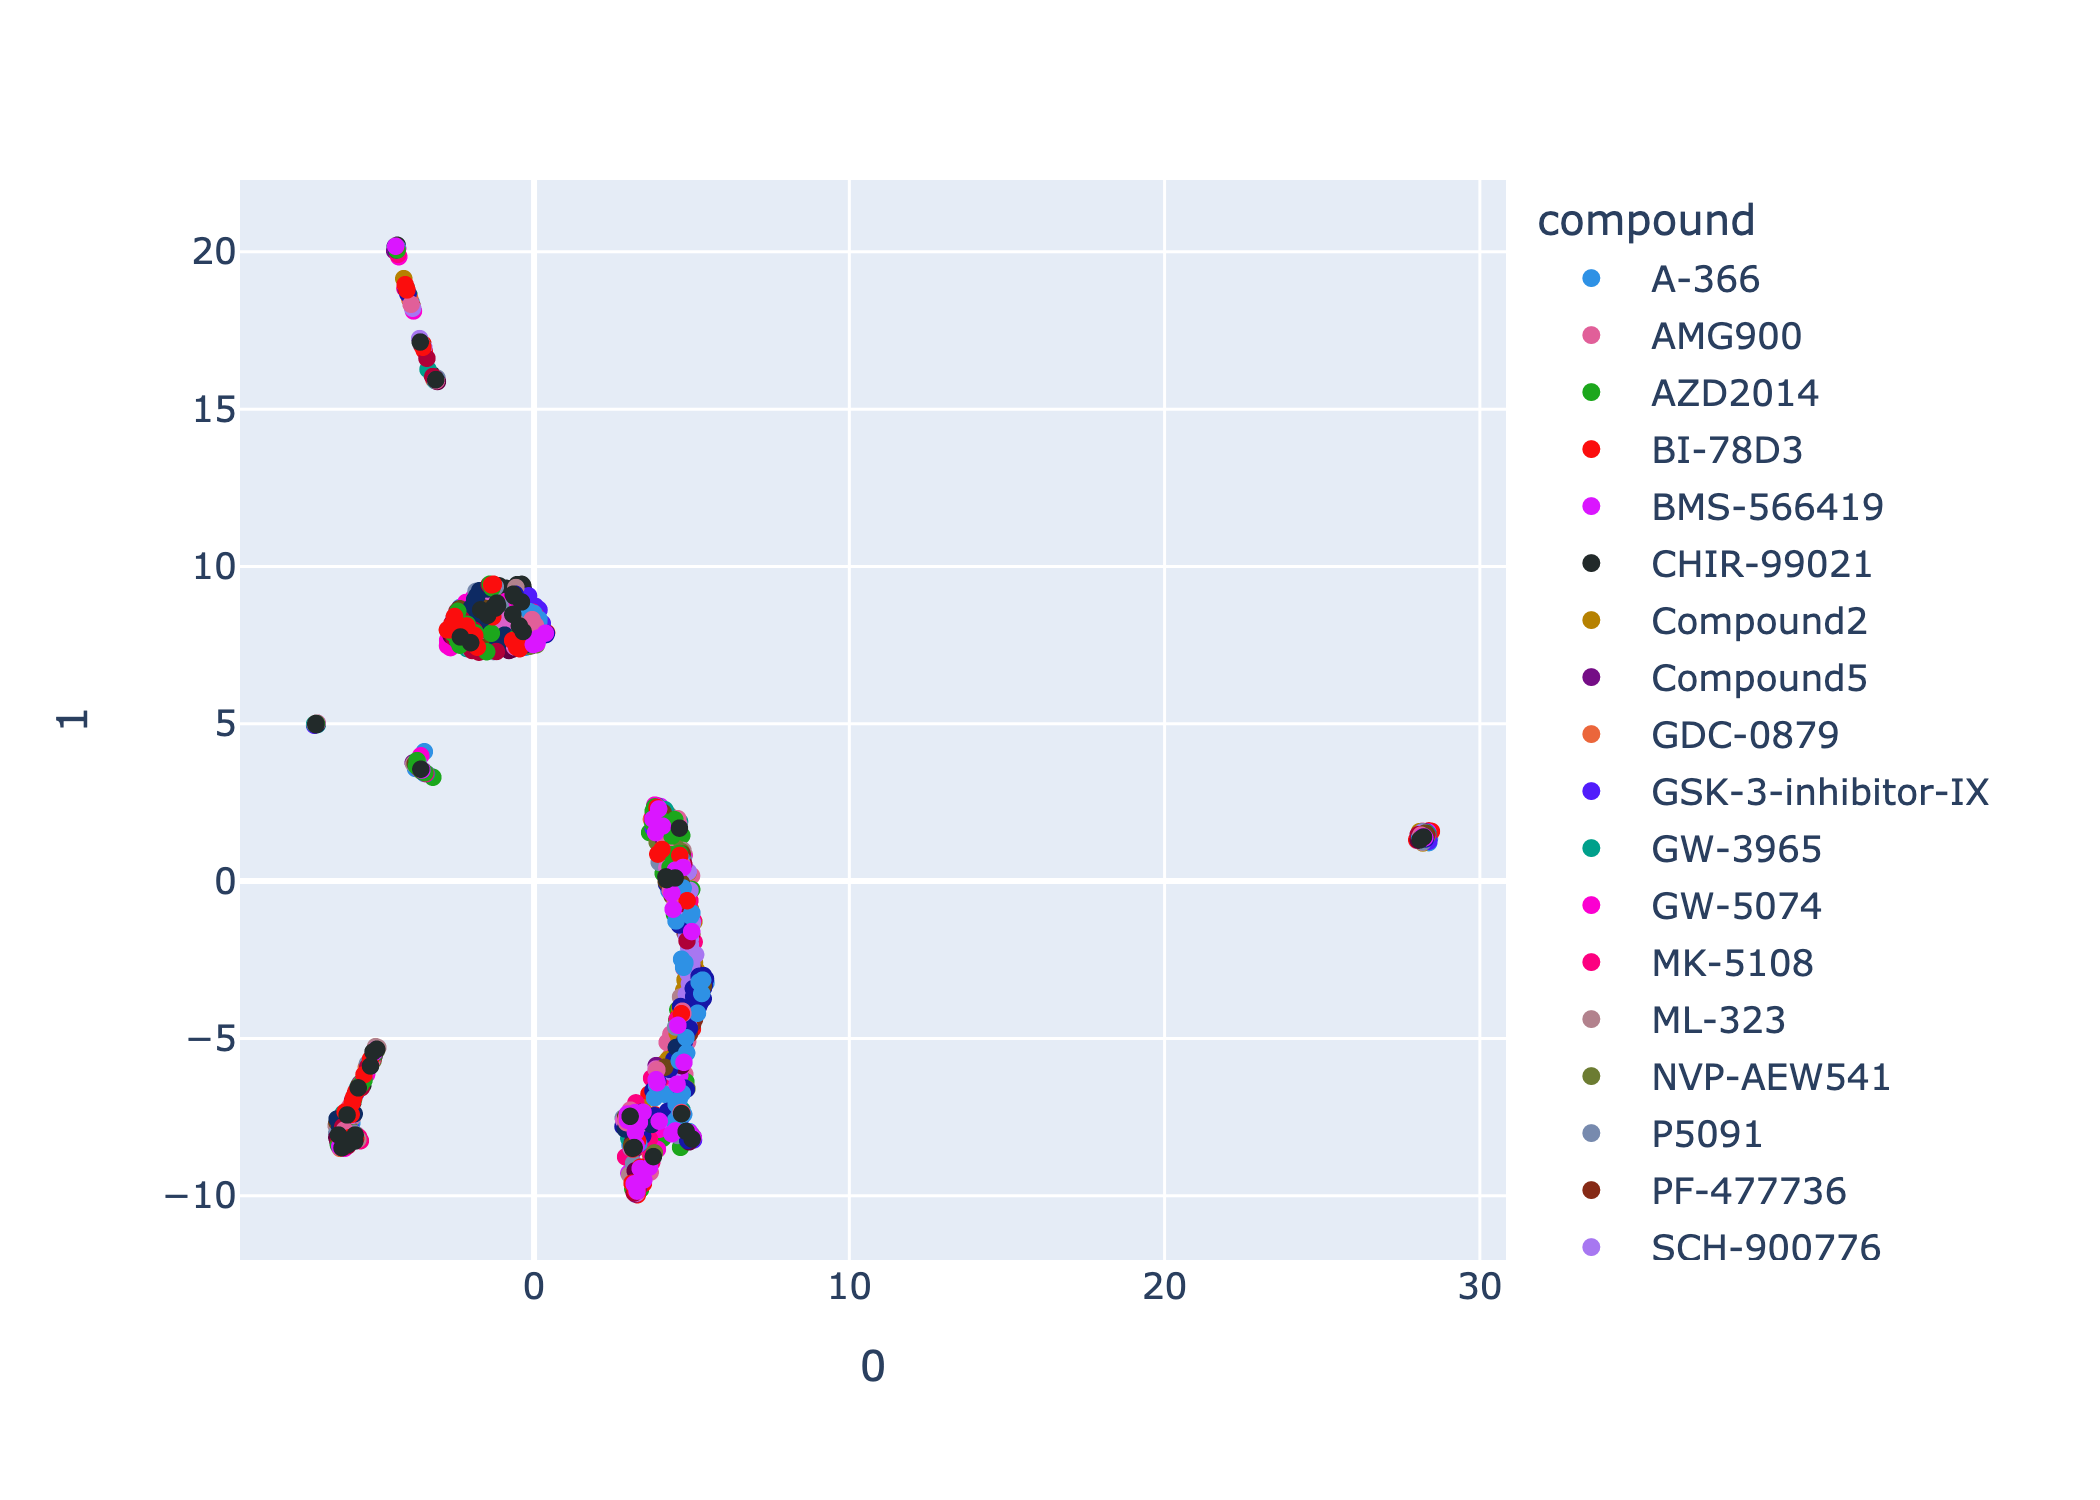 compound
A-366
AMG900
AZD2014
BI-78D3
BMS-566419
CHIR-99021
Compound2
Compound5
GDC-0879
GSK-3-inhibitor-IX
GW-3965
GW-5074
MK-5108
ML-323
NVP-AEW541
P5091
PF-477736
SCH-900776
20
15
10
5
0
−5
−10
1
0 10 20 30
0